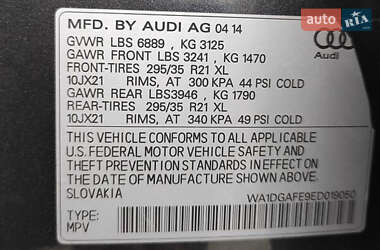 MFD. BY AUDI AG 04 14
GVWR LBS 6889 , KG 3125
GAWR FRONT LBS 3241 , KG 1470
FRONT-TIRES 295/35 R21 XL
10JX21 RIMS, AT 300 KPA 44 PSI COLD
GAWR REAR LBS3946 , KG 1790
REAR-TIRES 295/35 R21 XL
10JX21 RIMS, AT 340 KPA 49 PSI COLD
THIS VEHICLE CONFORMS TO ALL APPLICABLE
U.S. FEDERAL MOTOR VEHICLE SAFETY AND
THEFT PREVENTION STANDARDS IN EFFECT ON
THE DATE OF MANUFACTURE SHOWN ABOVE.
SLOVAKIA
WA1DGAFE9ED019050
TYPE:
MPV
Audi
autoRIA.com